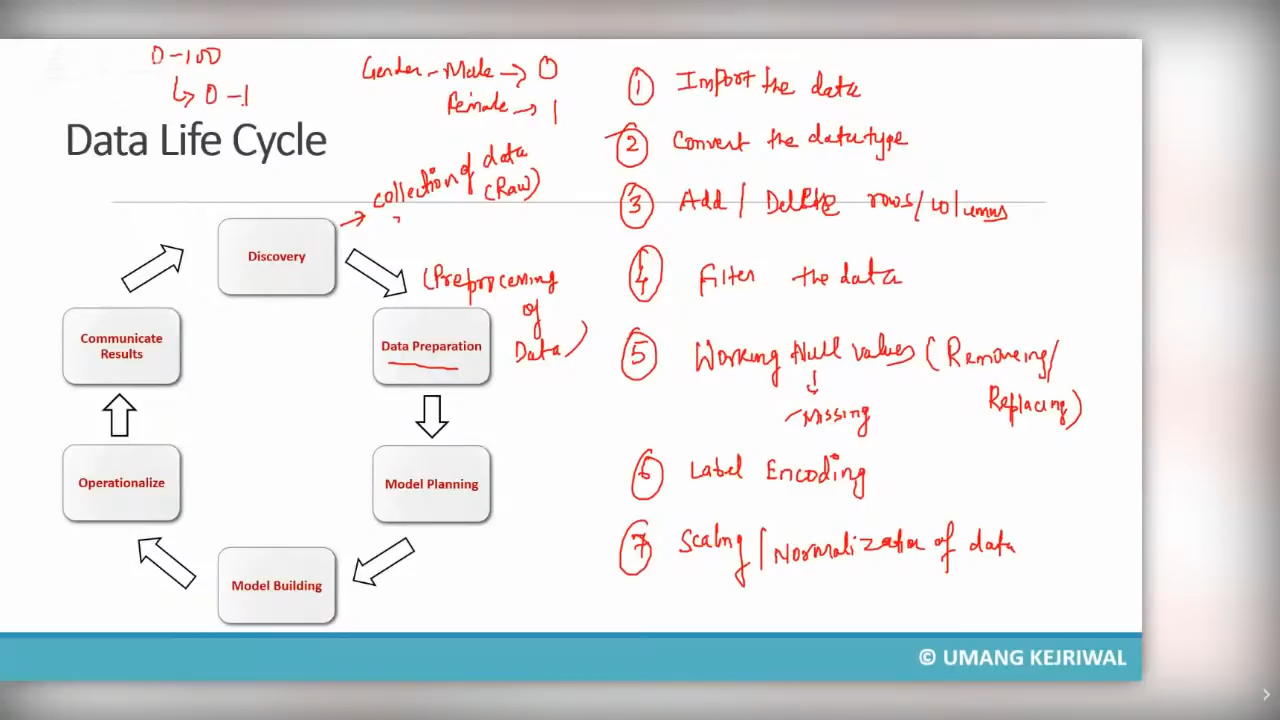 0-100
↳ 0-1
Gender - Male → 0
Female → 1
Data Life Cycle
→ collection of data
(Raw)
Discovery
(Preprocessing
of
Data)
Data Preparation
Model Planning
Model Building
Operationalize
Communicate
Results
① Import the data
② Convert the datatype
③ Add / Delete rows/columns
④ Filter the data
⑤ Working Null values (Removeing/
Replacing)
↓
Missing
⑥ Label Encoding
⑦ Scaling/Normalization of data
© UMANG KEJRIWAL